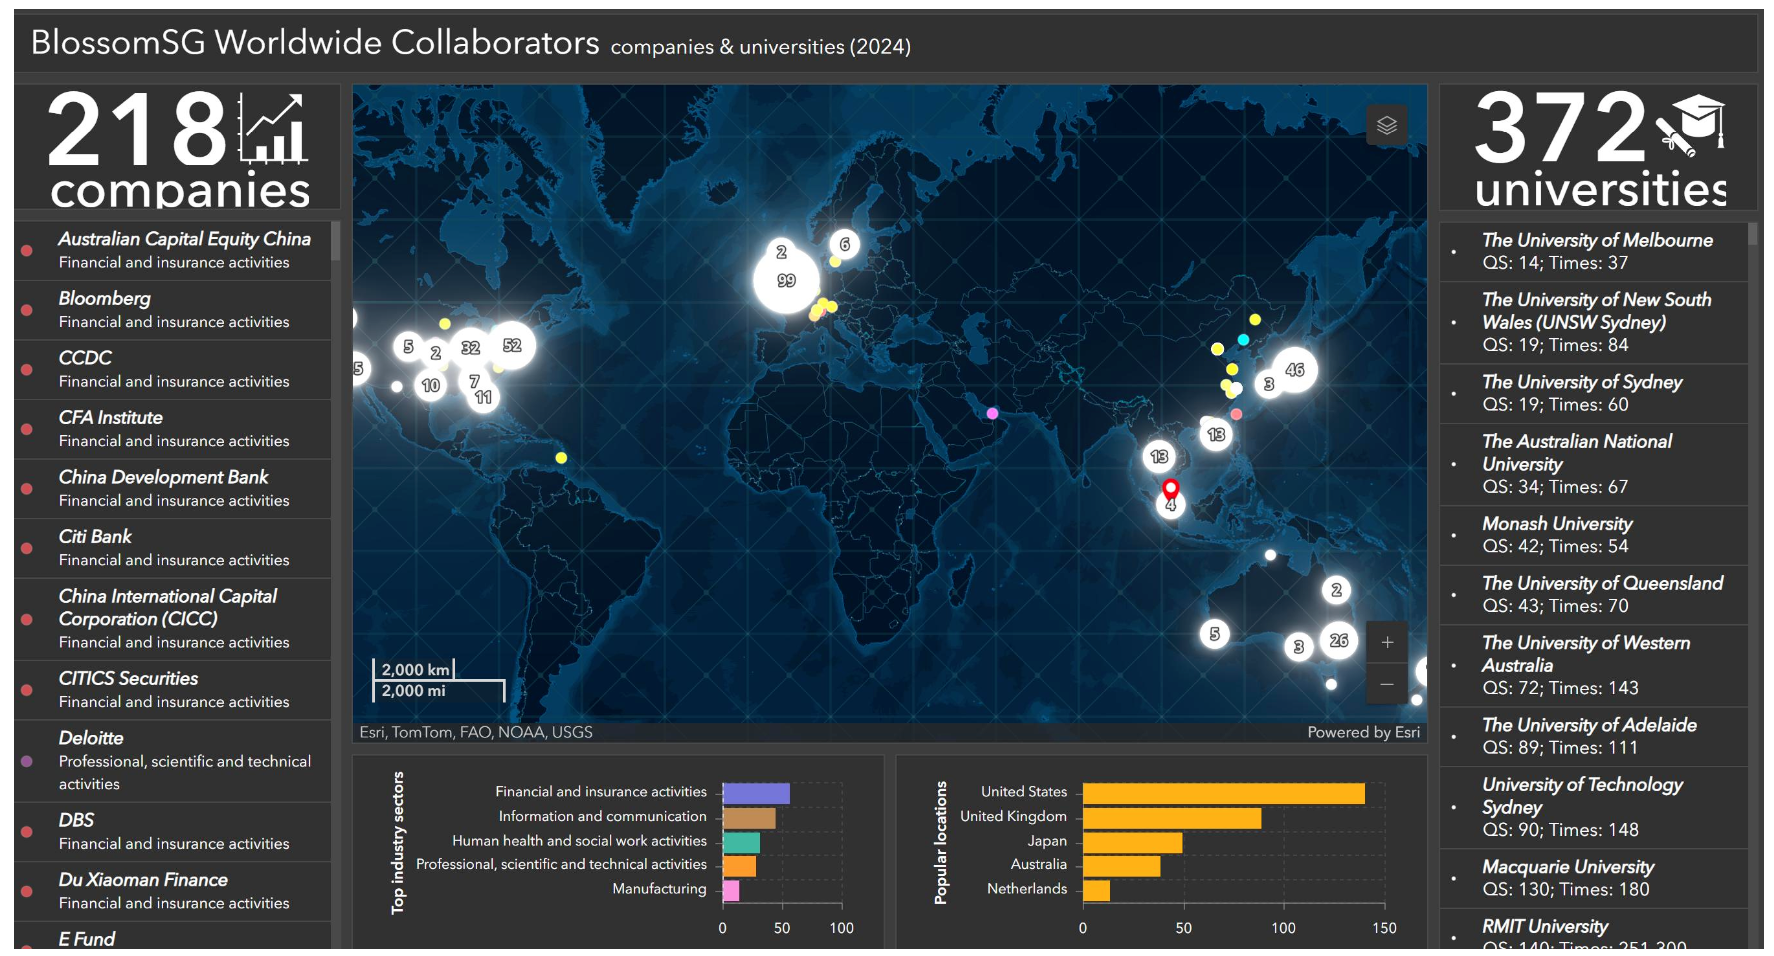 BlossomSG Worldwide Collaborators companies & universities (2024)
218
companies
Australian Capital Equity China
Financial and insurance activities
Bloomberg
Financial and insurance activities
CCDC
Financial and insurance activities
CFA Institute
Financial and insurance activities
China Development Bank
Financial and insurance activities
Citi Bank
Financial and insurance activities
China International Capital
Corporation (CICC)
Financial and insurance activities
CITICS Securities
Financial and insurance activities
Deloitte
Professional, scientific and technical
activities
DBS
Financial and insurance activities
Du Xiaoman Finance
Financial and insurance activities
E Fund
2
6
99
5
2
32
52
5
10
7
11
46
3
13
13
4
2
5
3
26
+
−
2,000 km
2,000 mi
Esri, TomTom, FAO, NOAA, USGS
Powered by Esri
Top industry sectors
Financial and insurance activities
Information and communication
Human health and social work activities
Professional, scientific and technical activities
Manufacturing
0 50 100
Popular locations
United States
United Kingdom
Japan
Australia
Netherlands
0 50 100 150
372
universities
The University of Melbourne
QS: 14; Times: 37
The University of New South
Wales (UNSW Sydney)
QS: 19; Times: 84
The University of Sydney
QS: 19; Times: 60
The Australian National
University
QS: 34; Times: 67
Monash University
QS: 42; Times: 54
The University of Queensland
QS: 43; Times: 70
The University of Western
Australia
QS: 72; Times: 143
The University of Adelaide
QS: 89; Times: 111
University of Technology
Sydney
QS: 90; Times: 148
Macquarie University
QS: 130; Times: 180
RMIT University
QS: 140; Times: 251-300